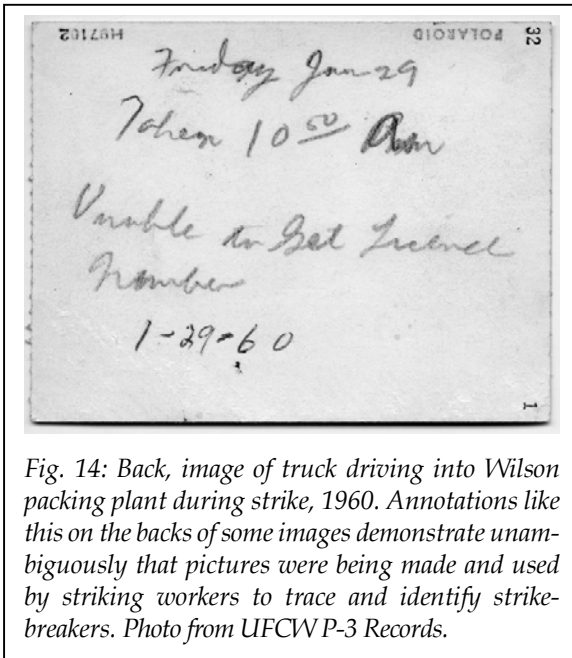 H97102 POLAROID 32
Friday Jan 29
Taken 10 50 Am
Unable to Get Licence
Number
1-29-60
1
Fig. 14: Back, image of truck driving into Wilson
packing plant during strike, 1960. Annotations like
this on the backs of some images demonstrate unam-
biguously that pictures were being made and used
by striking workers to trace and identify strike-
breakers. Photo from UFCW P-3 Records.